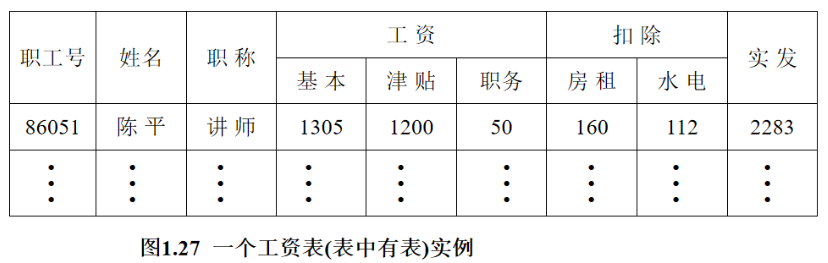 职工号 姓名 职称 工资 扣除 实发
基本 津贴 职务 房租 水电
86051 陈平 讲师 1305 1200 50 160 112 2283
图1.27 一个工资表(表中有表)实例